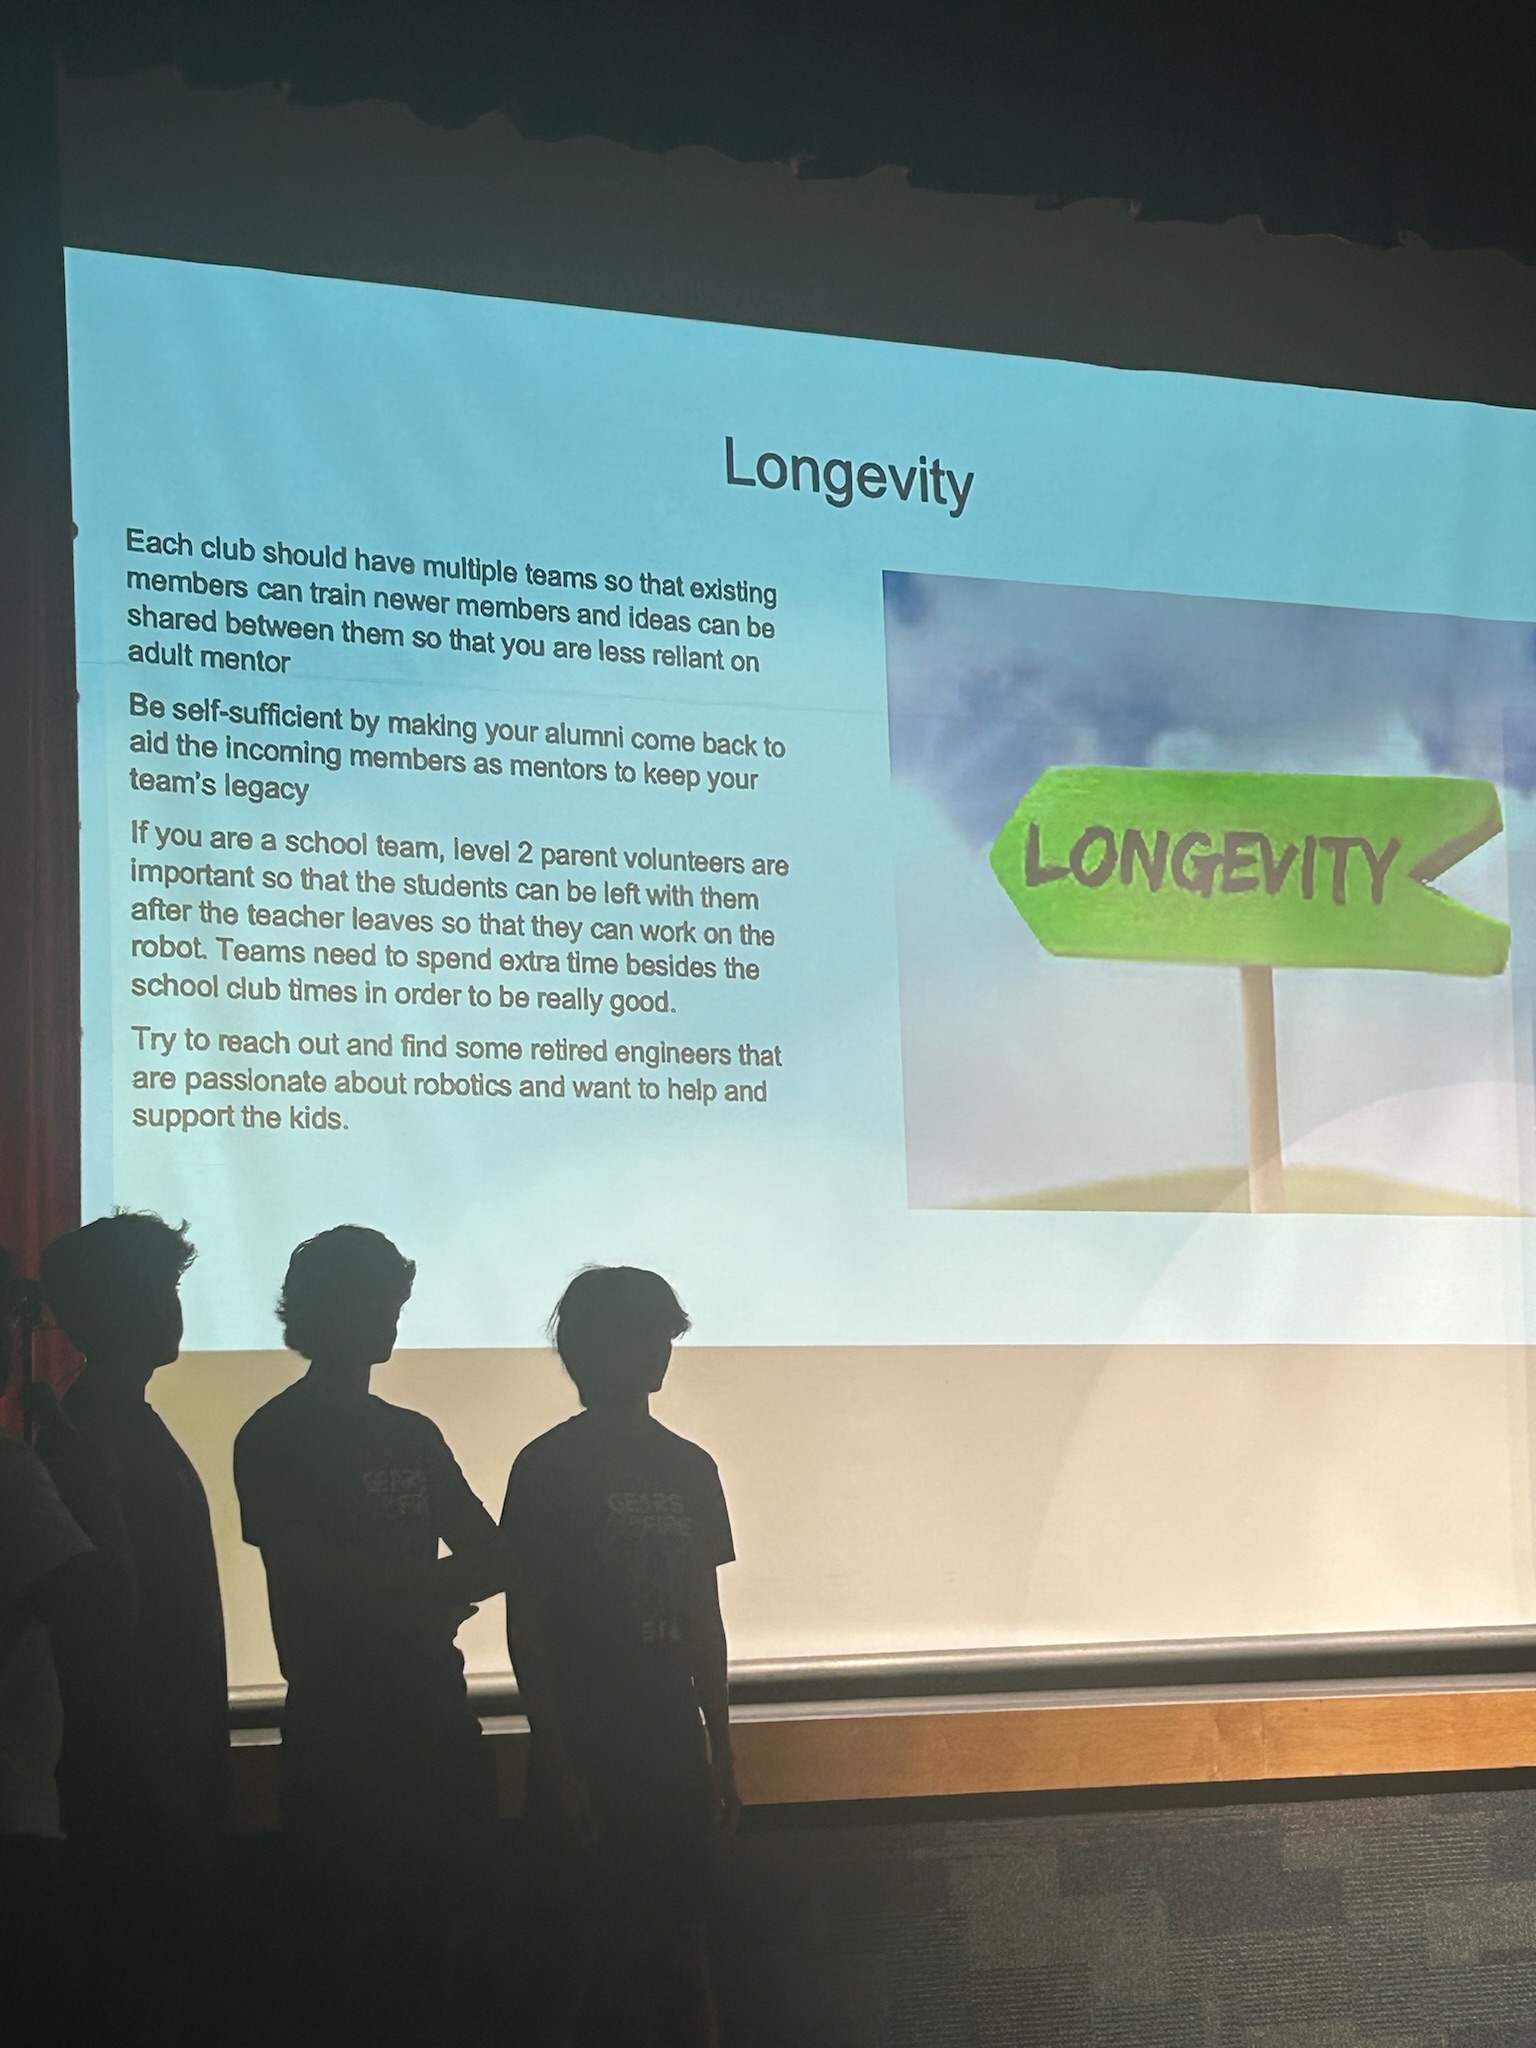 Longevity
Each club should have multiple teams so that existing
members can train newer members and ideas can be
shared between them so that you are less reliant on
adult mentor
Be self-sufficient by making your alumni come back to
aid the incoming members as mentors to keep your
team's legacy
If you are a school team, level 2 parent volunteers are
important so that the students can be left with them
after the teacher leaves so that they can work on the
robot. Teams need to spend extra time besides the
school club times in order to be really good.
Try to reach out and find some retired engineers that
are passionate about robotics and want to help and
support the kids.
LONGEVITY
GEARS
GEARS
FIRE